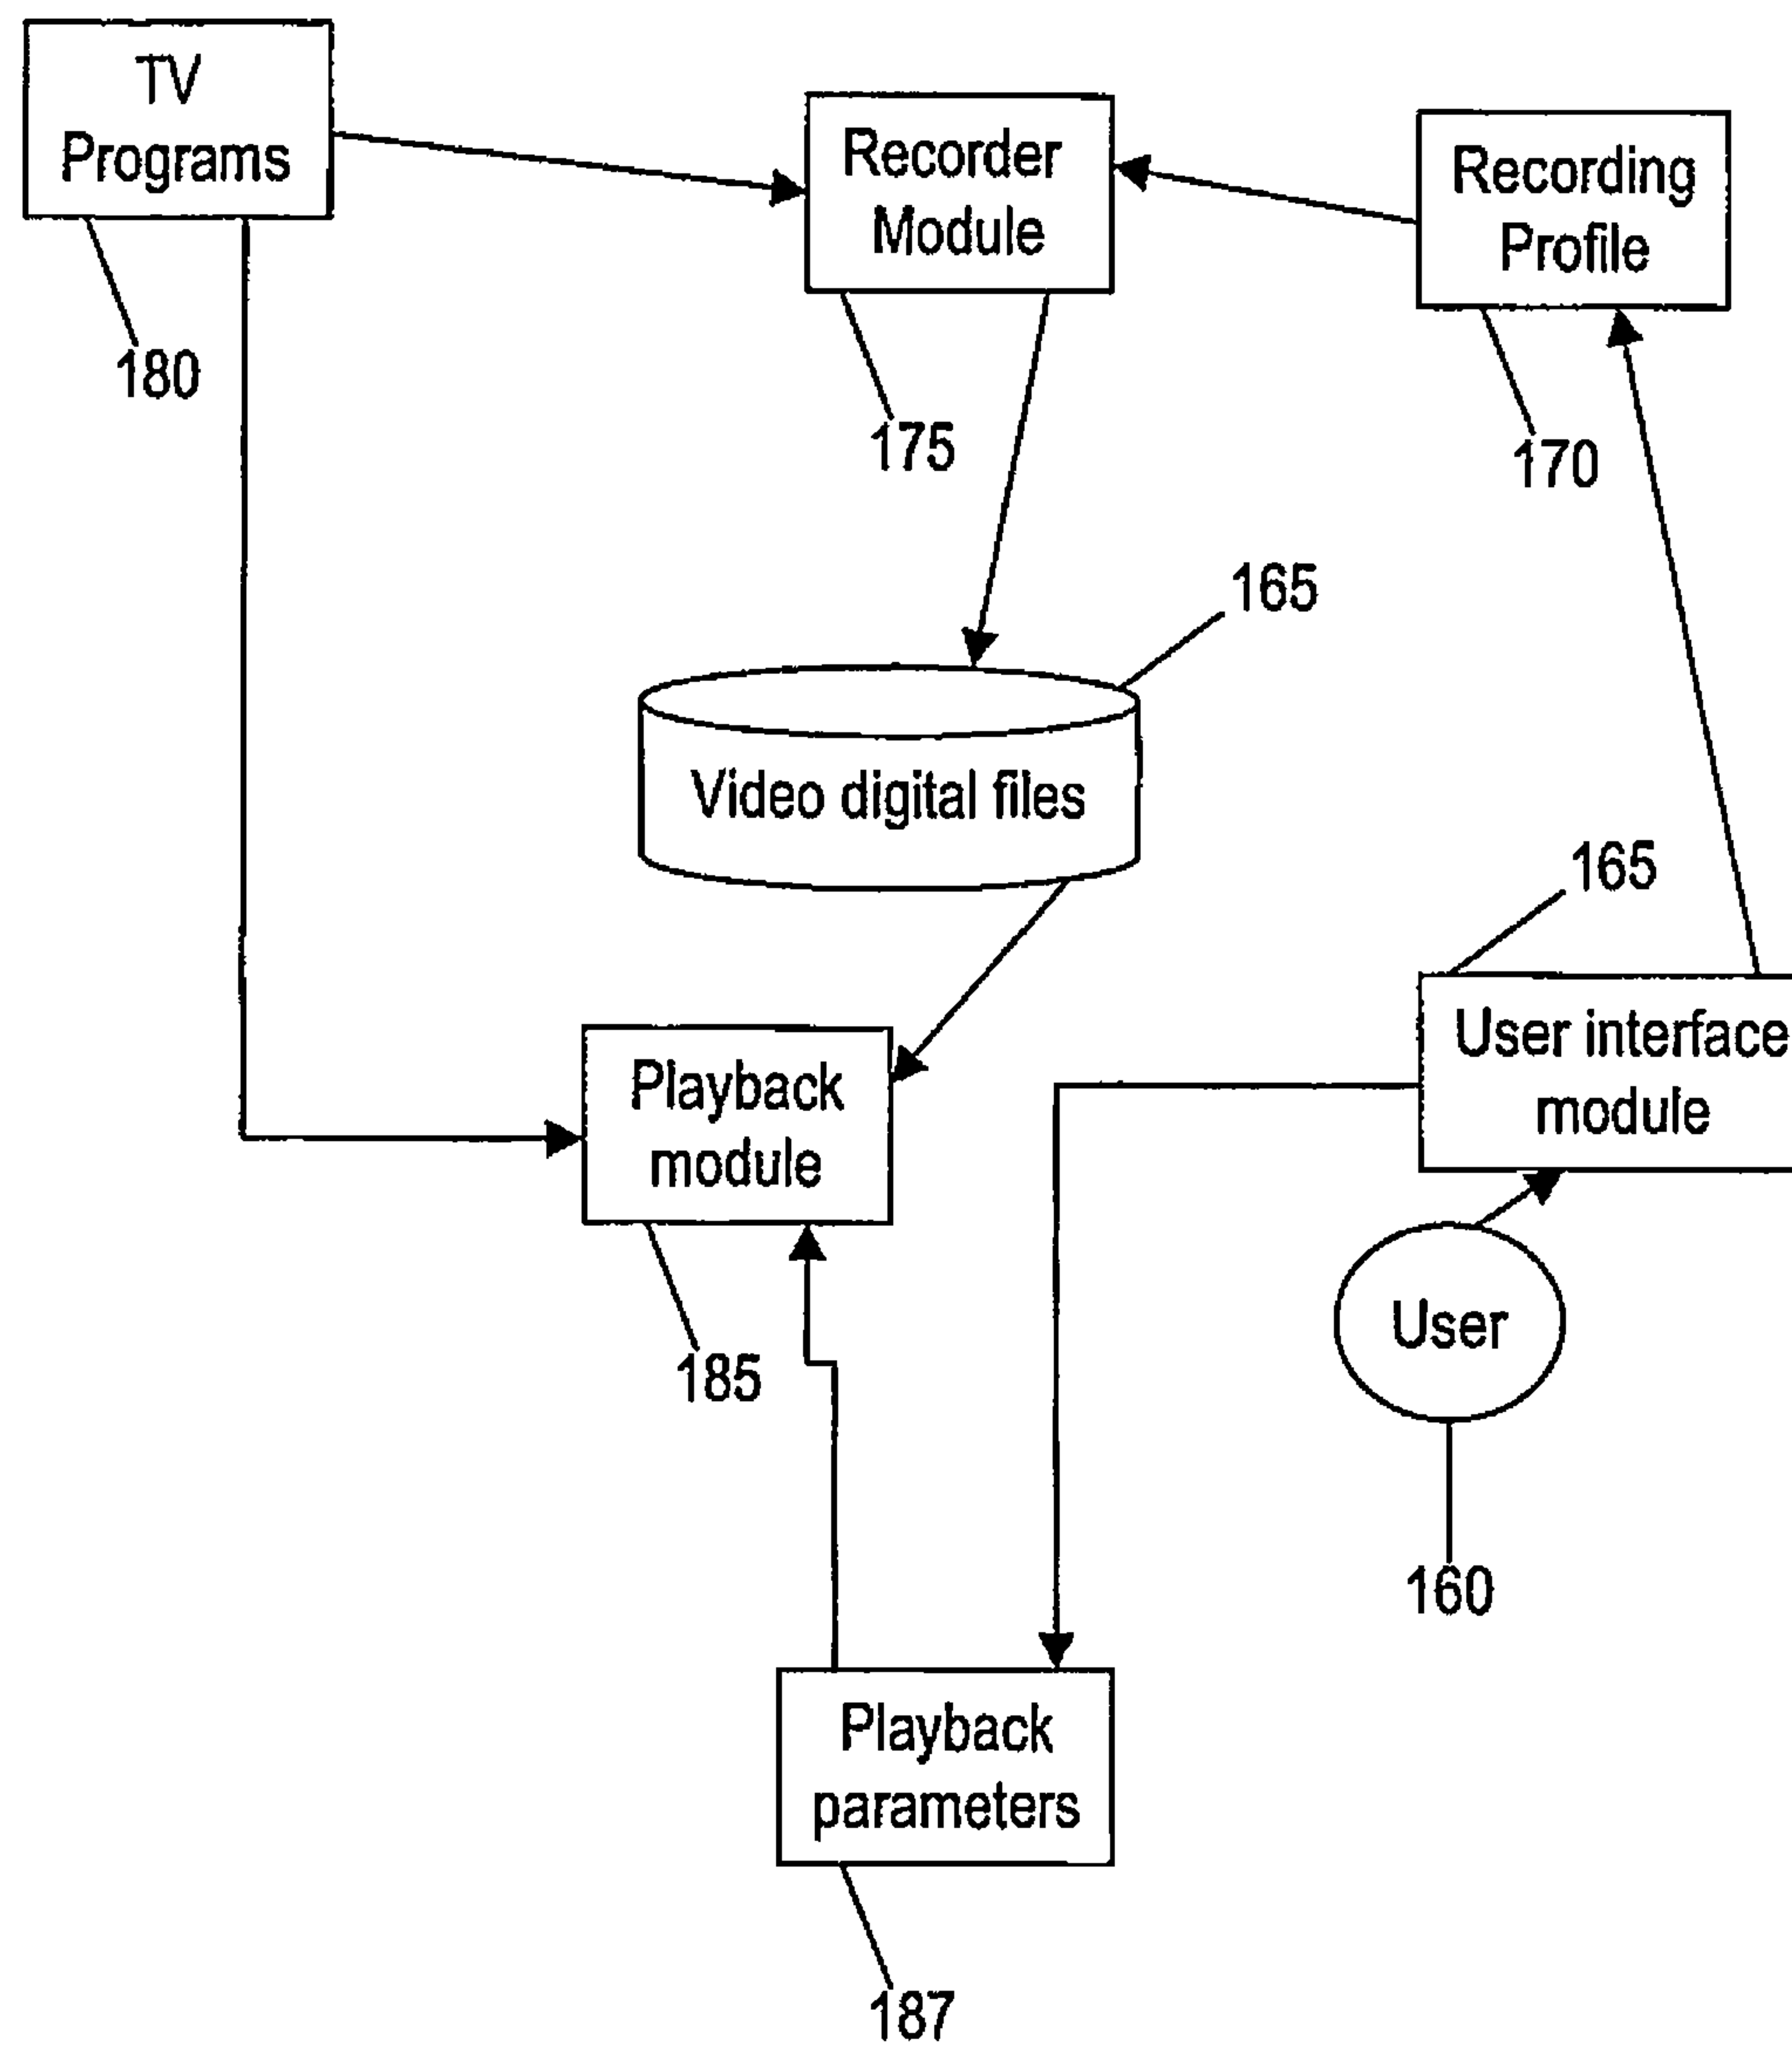 TV
Programs
180
Recorder
Module
175
Recording
Profile
170
165
Video digital files
165
User interface
module
Playback
module
185
User
160
Playback
parameters
187